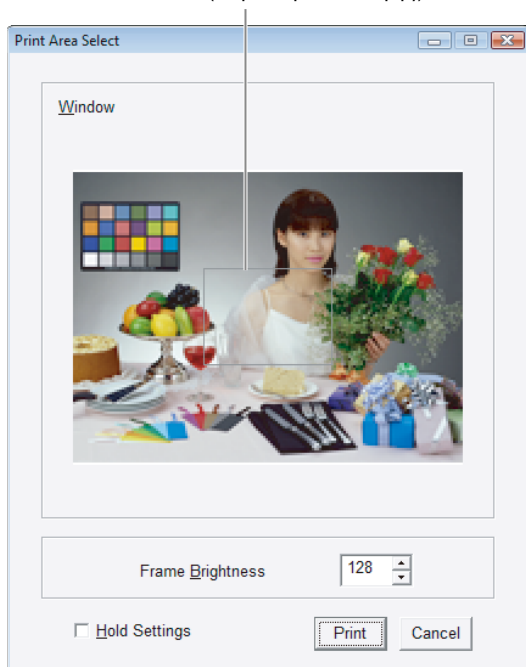 Print Area Select
Window
Frame Brightness
128
Hold Settings
Print
Cancel